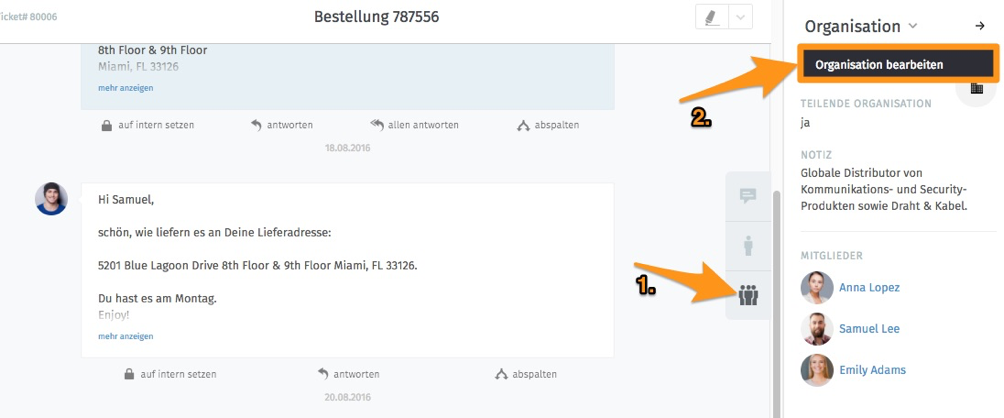 Ticket# 80006
Bestellung 787556
8th Floor & 9th Floor
Miami, FL 33126
mehr anzeigen
auf intern setzen
antworten
allen antworten
abspalten
18.08.2016
Hi Samuel,
schön, wie liefern es an Deine Lieferadresse:
5201 Blue Lagoon Drive 8th Floor & 9th Floor Miami, FL 33126.
Du hast es am Montag.
Enjoy!
mehr anzeigen
auf intern setzen
antworten
abspalten
20.08.2016
1.
2.
Organisation
Organisation bearbeiten
TEILENDE ORGANISATION
ja
NOTIZ
Globale Distributor von
Kommunikations- und Security-
Produkten sowie Draht & Kabel.
MITGLIEDER
Anna Lopez
Samuel Lee
Emily Adams